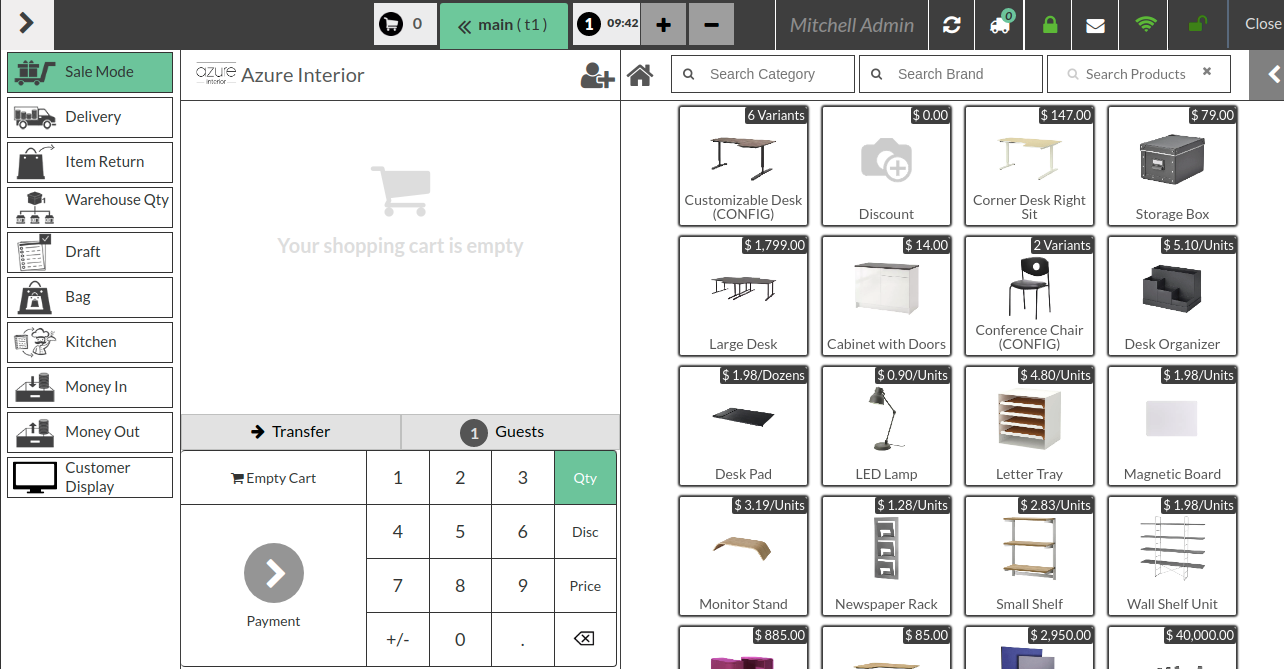 0
main ( t1 )
1 09:42
+
−
Mitchell Admin
0
Close
Sale Mode
Delivery
Item Return
Warehouse Qty
Draft
Bag
Kitchen
Money In
Money Out
Customer
Display
azure
interior
Azure Interior
Your shopping cart is empty
Transfer
1 Guests
Empty Cart
1 2 3 Qty
4 5 6 Disc
7 8 9 Price
Payment
+/- 0 .
Search Category
Search Brand
Search Products
6 Variants
Customizable Desk
(CONFIG)
$ 0.00
Discount
$ 147.00
Corner Desk Right
Sit
$ 79.00
Storage Box
$ 1,799.00
Large Desk
$ 14.00
Cabinet with Doors
2 Variants
Conference Chair
(CONFIG)
$ 5.10/Units
Desk Organizer
$ 1.98/Dozens
Desk Pad
$ 0.90/Units
LED Lamp
$ 4.80/Units
Letter Tray
$ 1.98/Units
Magnetic Board
$ 3.19/Units
Monitor Stand
$ 1.28/Units
Newspaper Rack
$ 2.83/Units
Small Shelf
$ 1.98/Units
Wall Shelf Unit
$ 885.00
$ 85.00
$ 2,950.00
$ 40,000.00